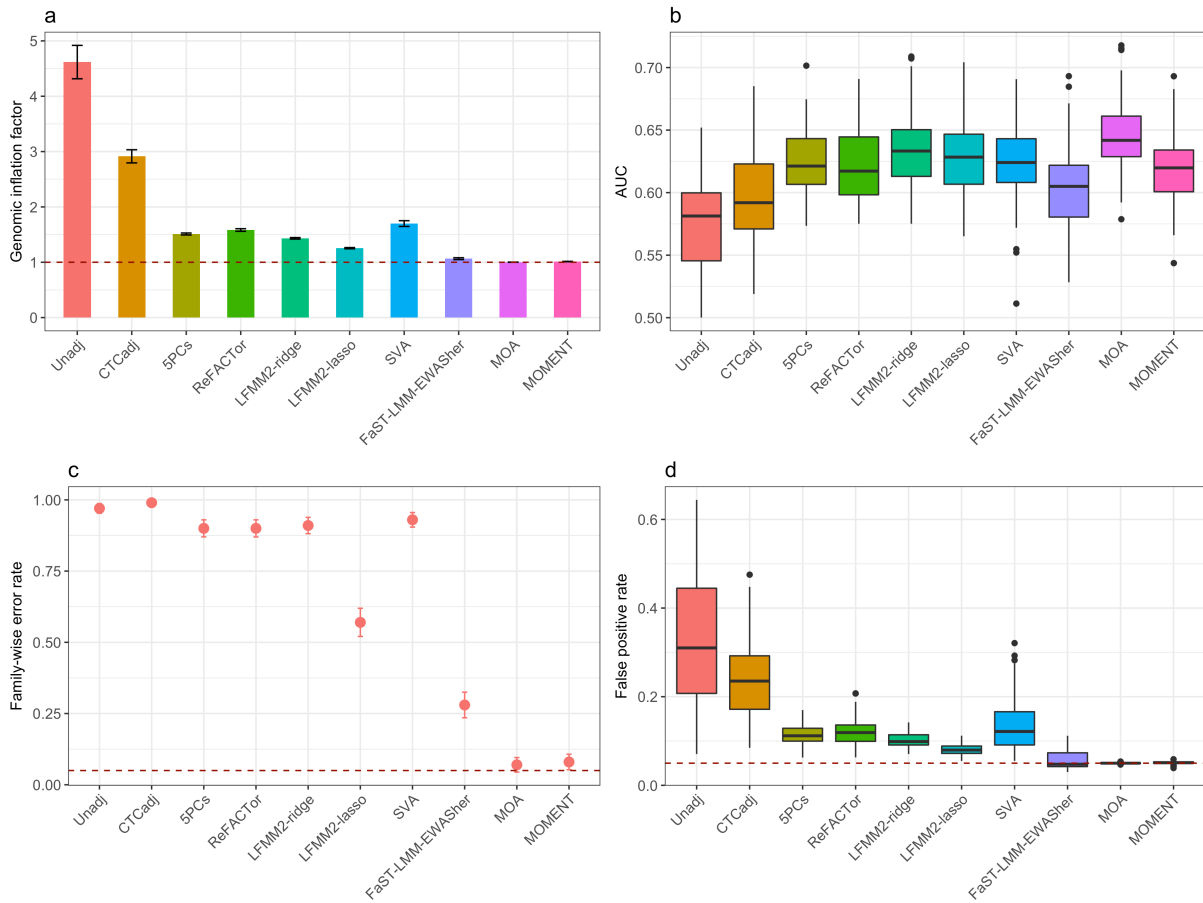 a
Genomic inflation factor
5
4
3
2
1
0
Unadj
CTCadj
5PCs
ReFACTor
LFMM2-ridge
LFMM2-lasso
SVA
FaST-LMM-EWASher
MOA
MOMENT
b
AUC
0.70
0.65
0.60
0.55
0.50
Unadj
CTCadj
5PCs
ReFACTor
LFMM2-ridge
LFMM2-lasso
SVA
FaST-LMM-EWASher
MOA
MOMENT
c
Family-wise error rate
1.00
0.75
0.50
0.25
0.00
Unadj
CTCadj
5PCs
ReFACTor
LFMM2-ridge
LFMM2-lasso
SVA
FaST-LMM-EWASher
MOA
MOMENT
d
False positive rate
0.6
0.4
0.2
0.0
Unadj
CTCadj
5PCs
ReFACTor
LFMM2-ridge
LFMM2-lasso
SVA
FaST-LMM-EWASher
MOA
MOMENT